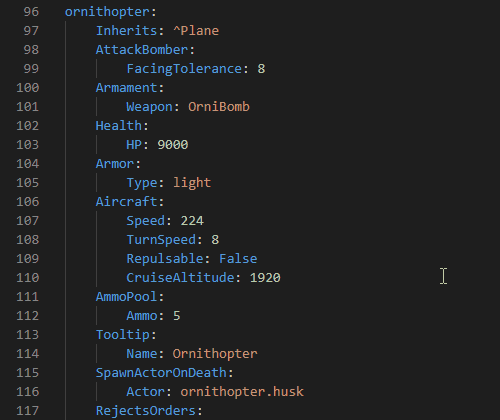 96 ornithopter:
97 Inherits: ^Plane
98 AttackBomber:
99 FacingTolerance: 8
100 Armament:
101 Weapon: OrniBomb
102 Health:
103 HP: 9000
104 Armor:
105 Type: light
106 Aircraft:
107 Speed: 224
108 TurnSpeed: 8
109 Repulsable: False
110 CruiseAltitude: 1920
111 AmmoPool:
112 Ammo: 5
113 Tooltip:
114 Name: Ornithopter
115 SpawnActorOnDeath:
116 Actor: ornithopter.husk
117 RejectsOrders: